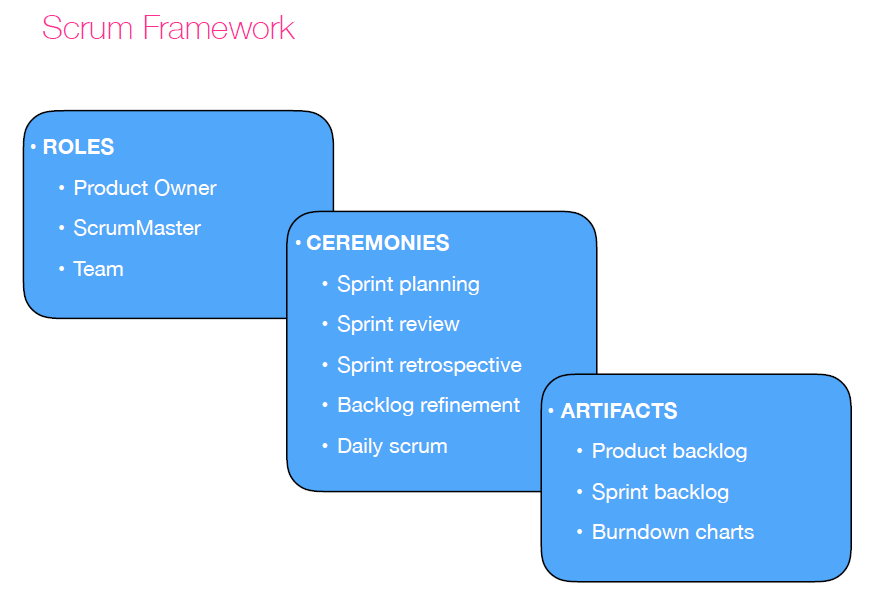 Scrum Framework
• ROLES
• Product Owner
• ScrumMaster
• Team
• CEREMONIES
• Sprint planning
• Sprint review
• Sprint retrospective
• Backlog refinement
• Daily scrum
• ARTIFACTS
• Product backlog
• Sprint backlog
• Burndown charts